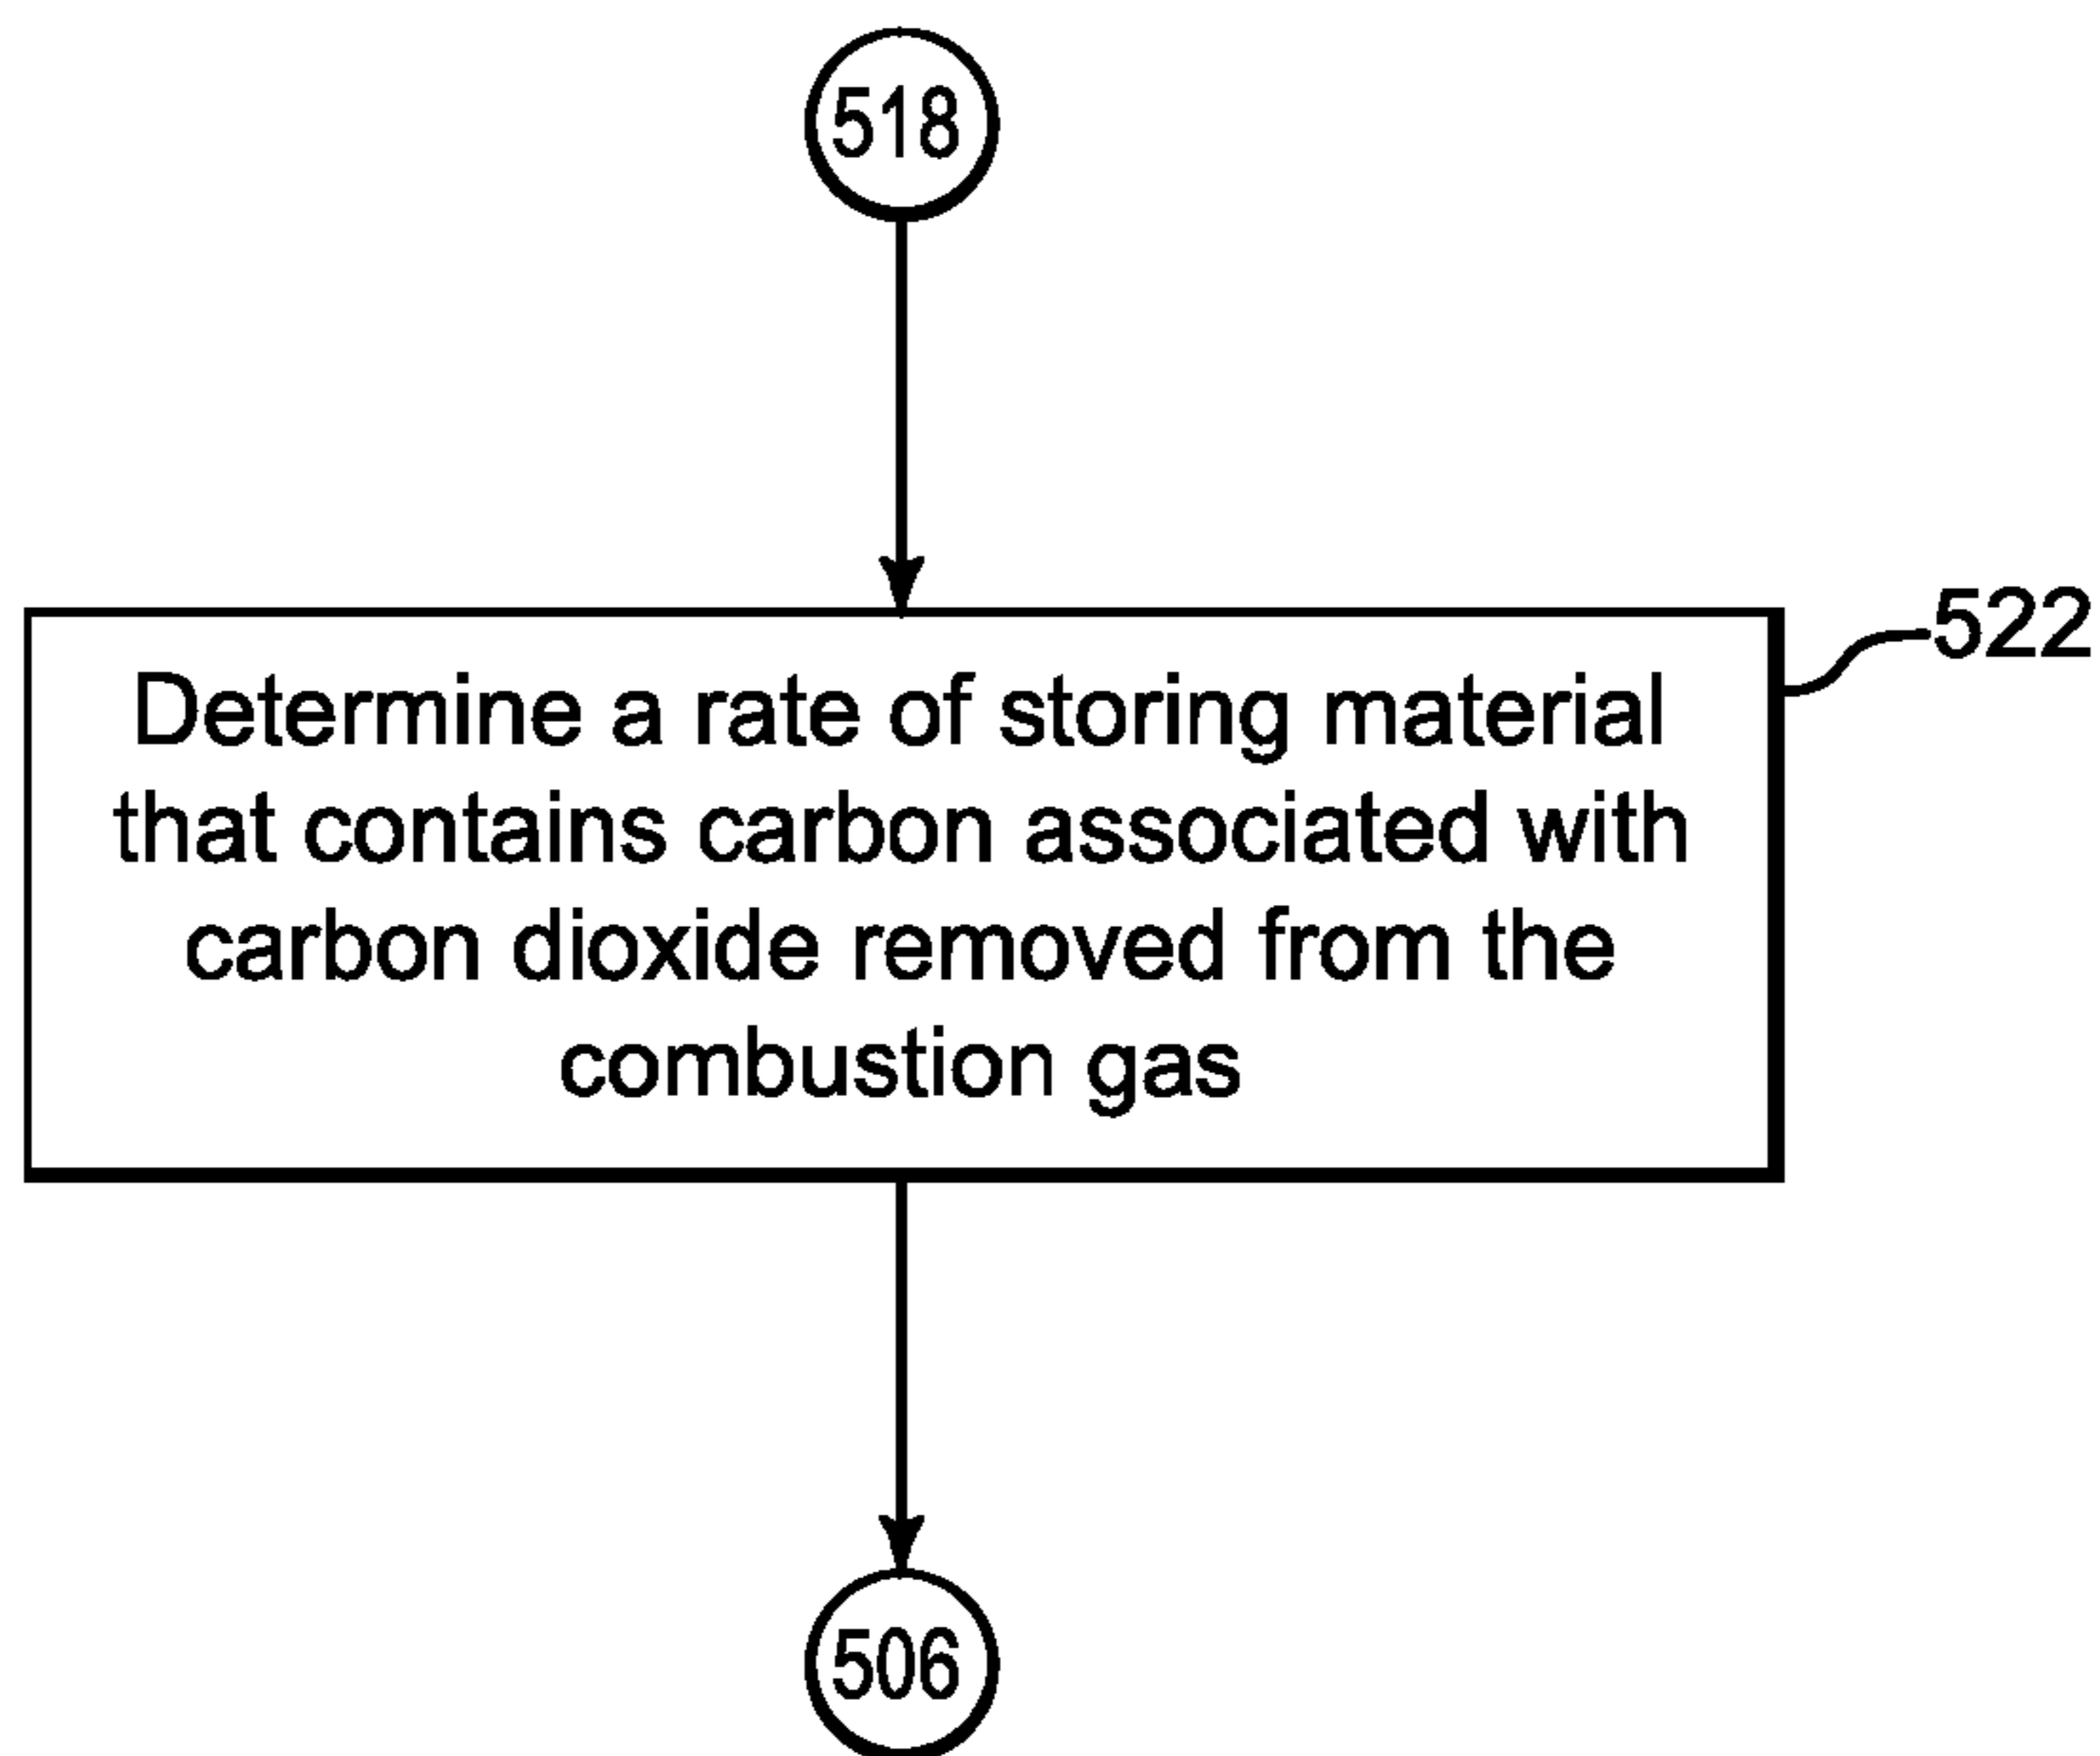 518
522
Determine a rate of storing material
that contains carbon associated with
carbon dioxide removed from the
combustion gas
506